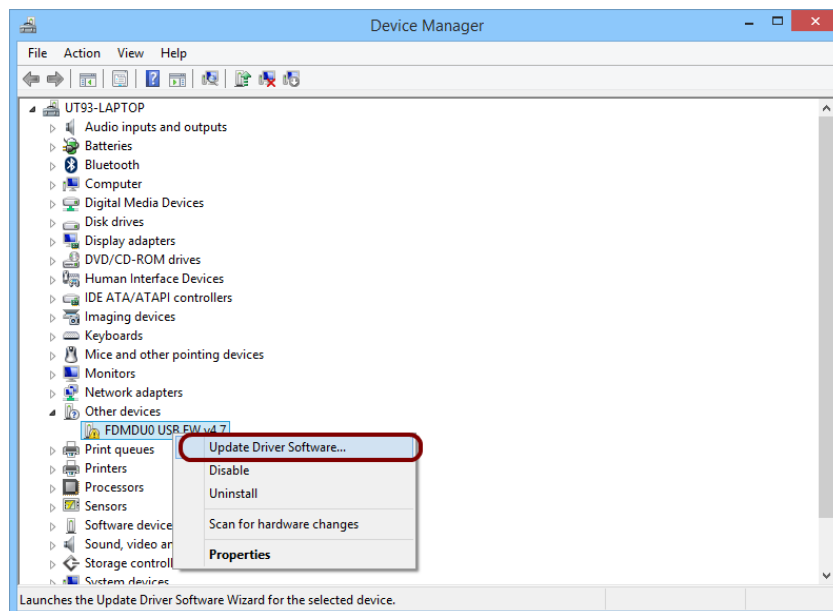 Device Manager
File Action View Help
UT93-LAPTOP
Audio inputs and outputs
Batteries
Bluetooth
Computer
Digital Media Devices
Disk drives
Display adapters
DVD/CD-ROM drives
Human Interface Devices
IDE ATA/ATAPI controllers
Imaging devices
Keyboards
Mice and other pointing devices
Monitors
Network adapters
Other devices
FDMDU0 USB FW v4.7
Print queues
Update Driver Software...
Printers
Disable
Processors
Uninstall
Sensors
Software device
Scan for hardware changes
Sound, video an
Properties
Storage control
System devices
Launches the Update Driver Software Wizard for the selected device.